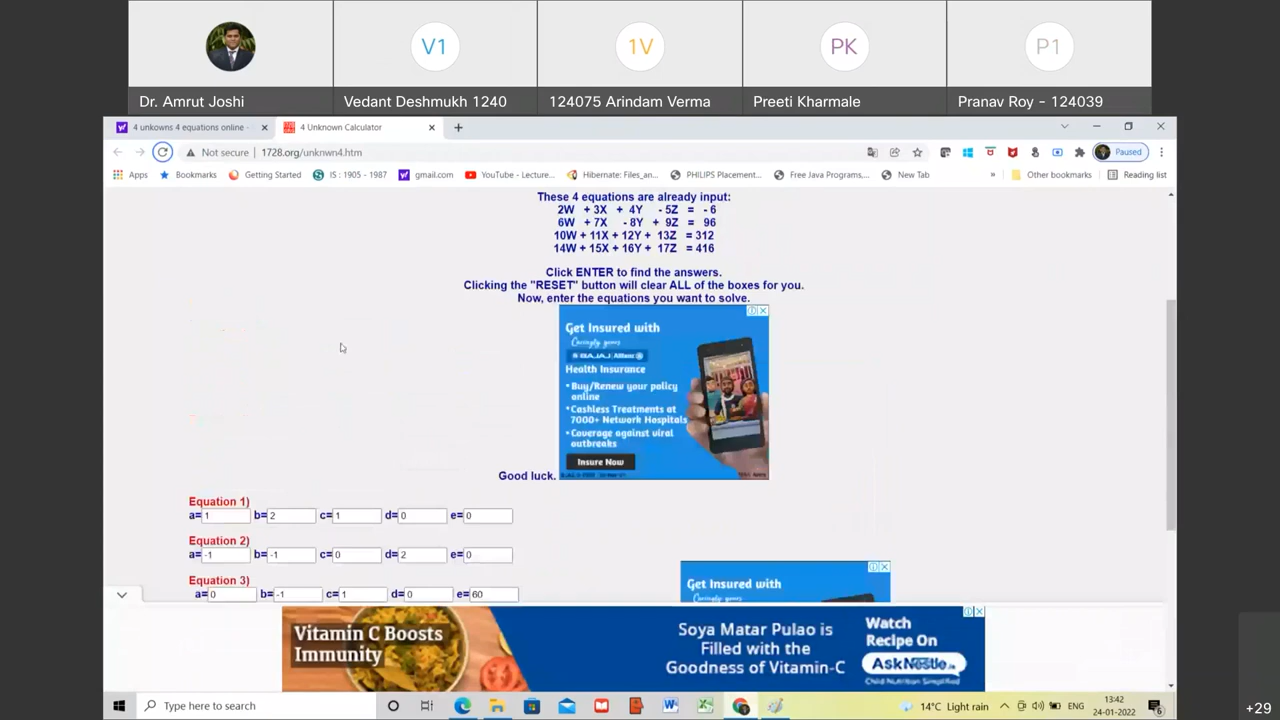 V1
1V
PK
P1
Dr. Amrut Joshi
Vedant Deshmukh 1240
124075 Arindam Verma
Preeti Kharmale
Pranav Roy - 124039
4 unkowns 4 equations online -
4 Unknown Calculator
Not secure | 1728.org/unknwn4.htm
Paused
Apps
Bookmarks
Getting Started
IS : 1905 - 1987
gmail.com
YouTube - Lecture...
Hibernate: Files_an...
PHILIPS Placement...
Free Java Programs,...
New Tab
»
Other bookmarks
Reading list
These 4 equations are already input:
2W + 3X + 4Y - 5Z = - 6
6W + 7X - 8Y + 9Z = 96
10W + 11X + 12Y + 13Z = 312
14W + 15X + 16Y + 17Z = 416
Click ENTER to find the answers.
Clicking the "RESET" button will clear ALL of the boxes for you.
Now, enter the equations you want to solve.
Get Insured with
Caringly yours
BAJAJ Allianz
Health Insurance
• Buy/Renew your policy
online
• Cashless Treatments at
7000+ Network Hospitals
• Coverage against viral
outbreaks
Insure Now
Good luck.
Equation 1)
a= 1 b= 2 c= 1 d= 0 e= 0
Equation 2)
a= -1 b= -1 c= 0 d= 2 e= 0
Equation 3)
a= 0 b= -1 c= 1 d= 0 e= 60
Get Insured with
Vitamin C Boosts
Immunity
Soya Matar Pulao is
Filled with the
Goodness of Vitamin-C
Watch
Recipe On
AskNestle
Child Nutrition Simplified
Type here to search
14°C Light rain
ENG
13:42
24-01-2022
6
+29